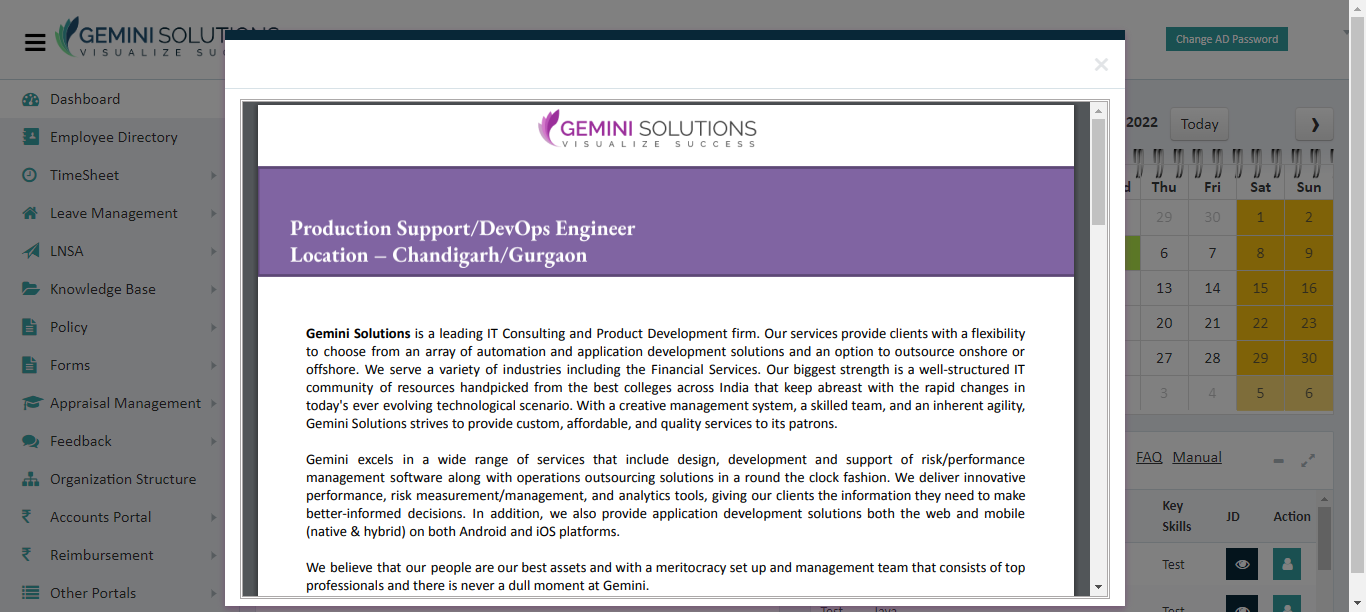 GEMINI SOLUTIONS
VISUALIZE SUC
Change AD Password
Dashboard
Employee Directory
TimeSheet
Leave Management
LNSA
Knowledge Base
Policy
Forms
Appraisal Management
Feedback
Organization Structure
Accounts Portal
Reimbursement
Other Portals
×
GEMINI SOLUTIONS
VISUALIZE SUCCESS
Production Support/DevOps Engineer
Location – Chandigarh/Gurgaon
Gemini Solutions is a leading IT Consulting and Product Development firm. Our services provide clients with a flexibility
to choose from an array of automation and application development solutions and an option to outsource onshore or
offshore. We serve a variety of industries including the Financial Services. Our biggest strength is a well-structured IT
community of resources handpicked from the best colleges across India that keep abreast with the rapid changes in
today's ever evolving technological scenario. With a creative management system, a skilled team, and an inherent agility,
Gemini Solutions strives to provide custom, affordable, and quality services to its patrons.
Gemini excels in a wide range of services that include design, development and support of risk/performance
management software along with operations outsourcing solutions in a round the clock fashion. We deliver innovative
performance, risk measurement/management, and analytics tools, giving our clients the information they need to make
better-informed decisions. In addition, we also provide application development solutions both the web and mobile
(native & hybrid) on both Android and iOS platforms.
We believe that our people are our best assets and with a meritocracy set up and management team that consists of top
professionals and there is never a dull moment at Gemini.
2022 Today ❯
d Thu Fri Sat Sun
29 30 1 2
6 7 8 9
13 14 15 16
20 21 22 23
27 28 29 30
3 4 5 6
FAQ Manual
Key
Skills JD Action
Test
Test Java Test